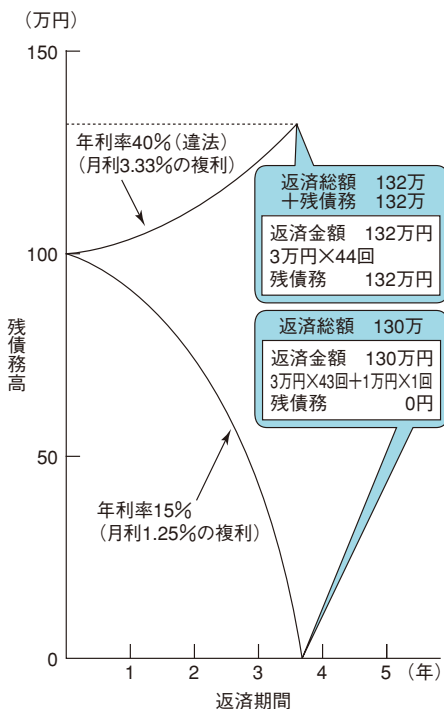 (万円)
150
年利率40%(違法)
(月利3.33%の複利)
返済総額 132万
＋残債務 132万
返済金額 132万円
3万円×44回
残債務 132万円
100
返済総額 130万
返済金額 130万円
3万円×43回＋1万円×1回
残債務 0円
残債務高
50
年利率15%
(月利1.25%の複利)
0
1 2 3 4 5 (年)
返済期間